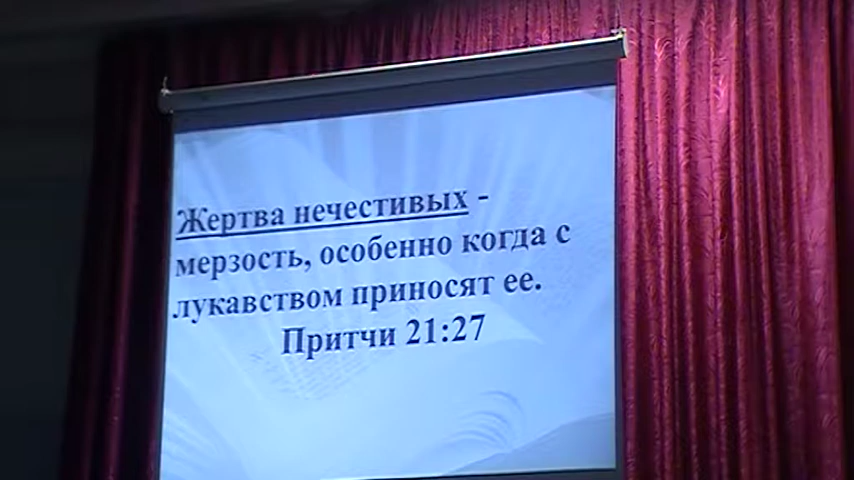 Жертва нечестивых -
мерзость, особенно когда с
лукавством приносят ее.
Притчи 21:27